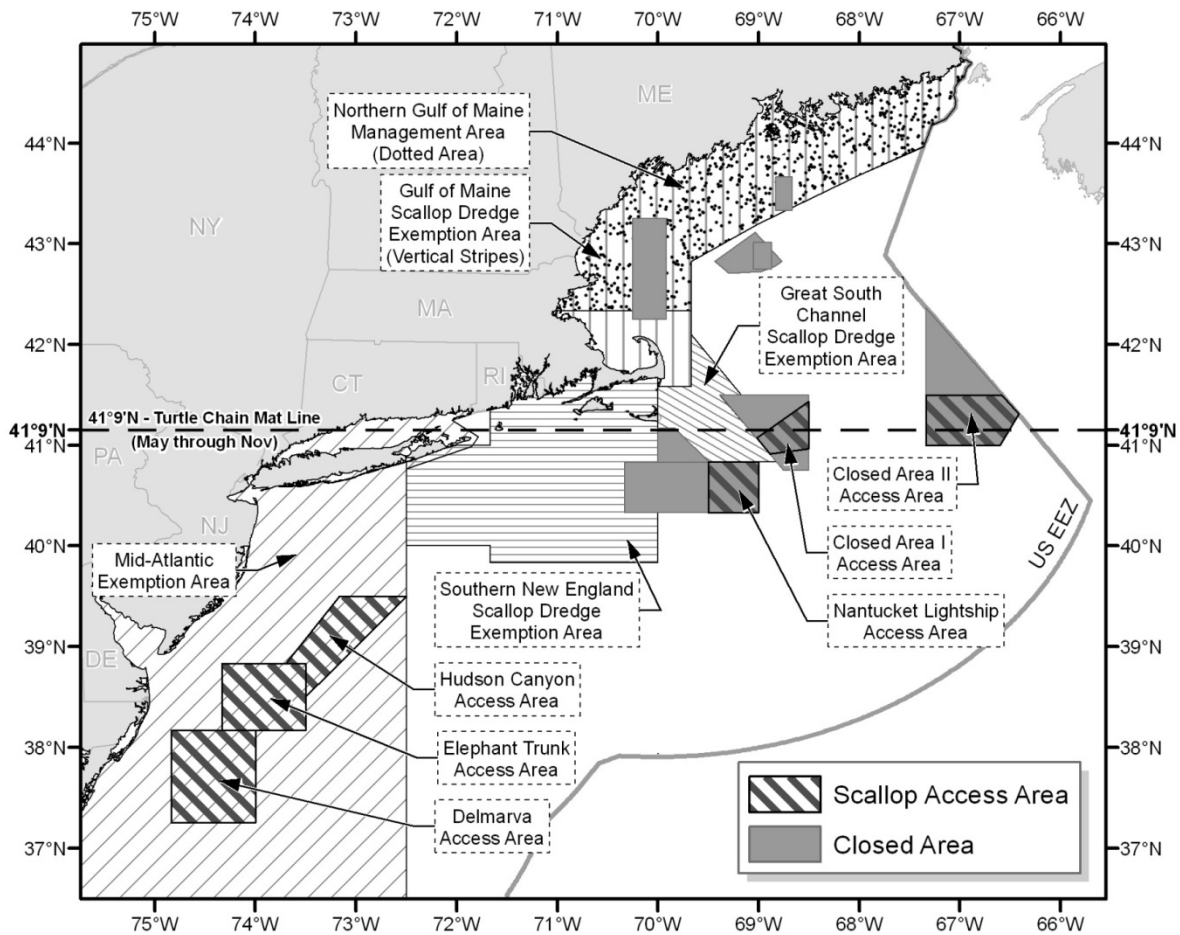 75°W 74°W 73°W 72°W 71°W 70°W 69°W 68°W 67°W 66°W
ME
Northern Gulf of Maine
Management Area
(Dotted Area)
44°N
44°N
Gulf of Maine
Scallop Dredge
Exemption Area
(Vertical Stripes)
NY
43°N
43°N
Great South
Channel
Scallop Dredge
Exemption Area
MA
42°N
42°N
CT
RI
41°9'N - Turtle Chain Mat Line
(May through Nov)
41°9'N
41°9'N
41°N
41°N
PA
Closed Area II
Access Area
NJ
US EEZ
40°N
40°N
Mid-Atlantic
Exemption Area
Closed Area I
Access Area
Southern New England
Scallop Dredge
Exemption Area
Nantucket Lightship
Access Area
39°N
39°N
DE
Hudson Canyon
Access Area
38°N
38°N
Elephant Trunk
Access Area
Delmarva
Access Area
Scallop Access Area
Closed Area
37°N
37°N
75°W 74°W 73°W 72°W 71°W 70°W 69°W 68°W 67°W 66°W